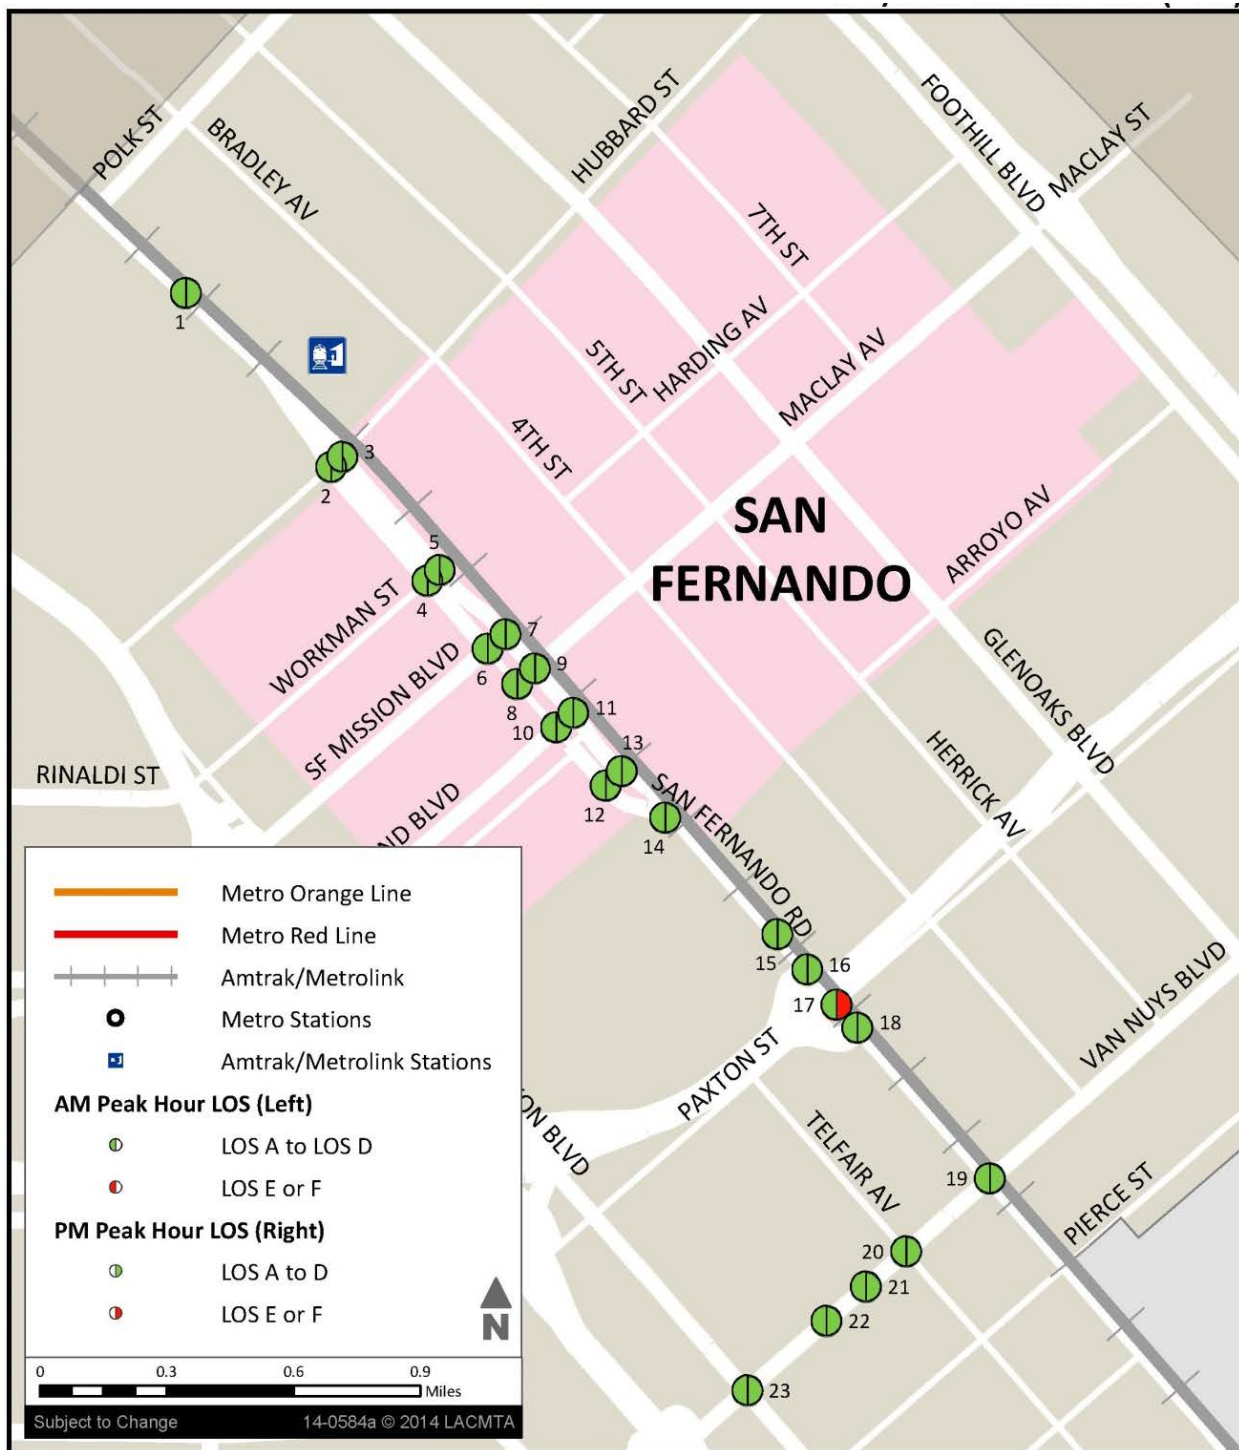 POLK ST
BRADLEY AV
HUBBARD ST
FOOTHILL BLVD
MACLAY ST
7TH ST
HARDING AV
5TH ST
MACLAY AV
4TH ST
1
3
2
SAN
FERNANDO
ARROYO AV
5
4
WORKMAN ST
7
6
SF MISSION BLVD
9
8
11
10
GLENOAKS BLVD
HERRICK AV
RINALDI ST
13
12
14
ND BLVD
SAN FERNANDO RD
15
16
17
18
VAN NUYS BLVD
PAXTON ST
ON BLVD
TELFAIR AV
19
PIERCE ST
20
21
22
23
Metro Orange Line
Metro Red Line
Amtrak/Metrolink
Metro Stations
Amtrak/Metrolink Stations
AM Peak Hour LOS (Left)
LOS A to LOS D
LOS E or F
PM Peak Hour LOS (Right)
LOS A to D
LOS E or F
N
0 0.3 0.6 0.9
Miles
Subject to Change 14-0584a © 2014 LACMTA